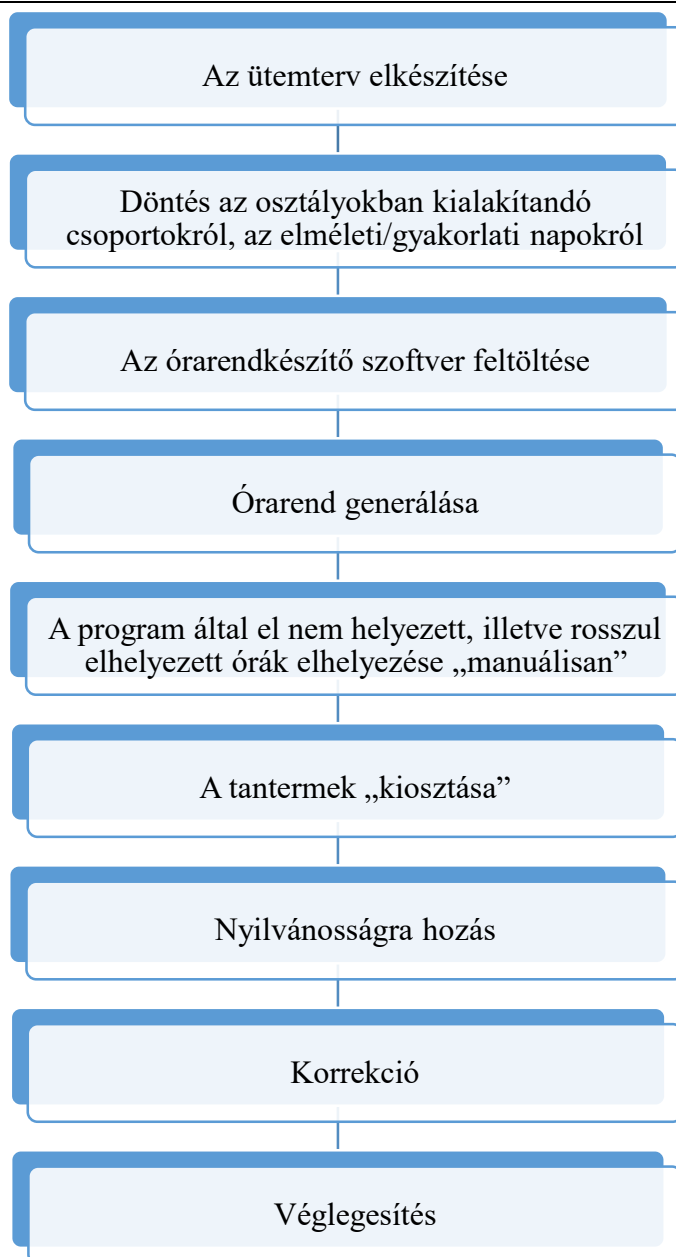 Az ütemterv elkészítése
Döntés az osztályokban kialakítandó
csoportokról, az elméleti/gyakorlati napokról
Az órarendkészítő szoftver feltöltése
Órarend generálása
A program által el nem helyezett, illetve rosszul
elhelyezett órák elhelyezése „manuálisan”
A tantermek „kiosztása”
Nyilvánosságra hozás
Korrekció
Véglegesítés